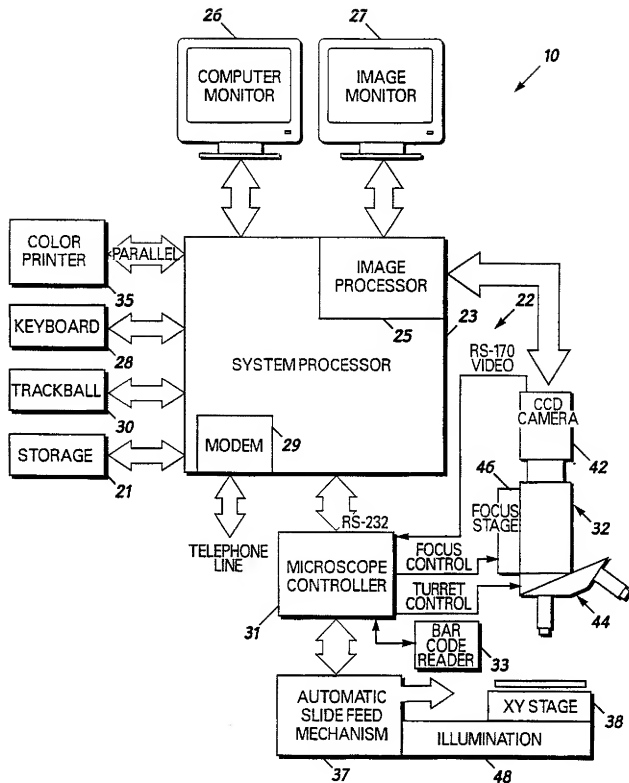 26
27
10
COMPUTER
MONITOR
IMAGE
MONITOR
COLOR
PRINTER
PARALLEL
35
IMAGE
PROCESSOR
25
23
22
KEYBOARD
28
SYSTEM PROCESSOR
RS-170
VIDEO
TRACKBALL
30
CCD
CAMERA
42
MODEM
29
STORAGE
21
46
FOCUS
STAGE
32
RS-232
TELEPHONE
LINE
MICROSCOPE
CONTROLLER
31
FOCUS
CONTROL
TURRET
CONTROL
44
BAR
CODE
READER
33
AUTOMATIC
SLIDE FEED
MECHANISM
37
XY STAGE
38
ILLUMINATION
48